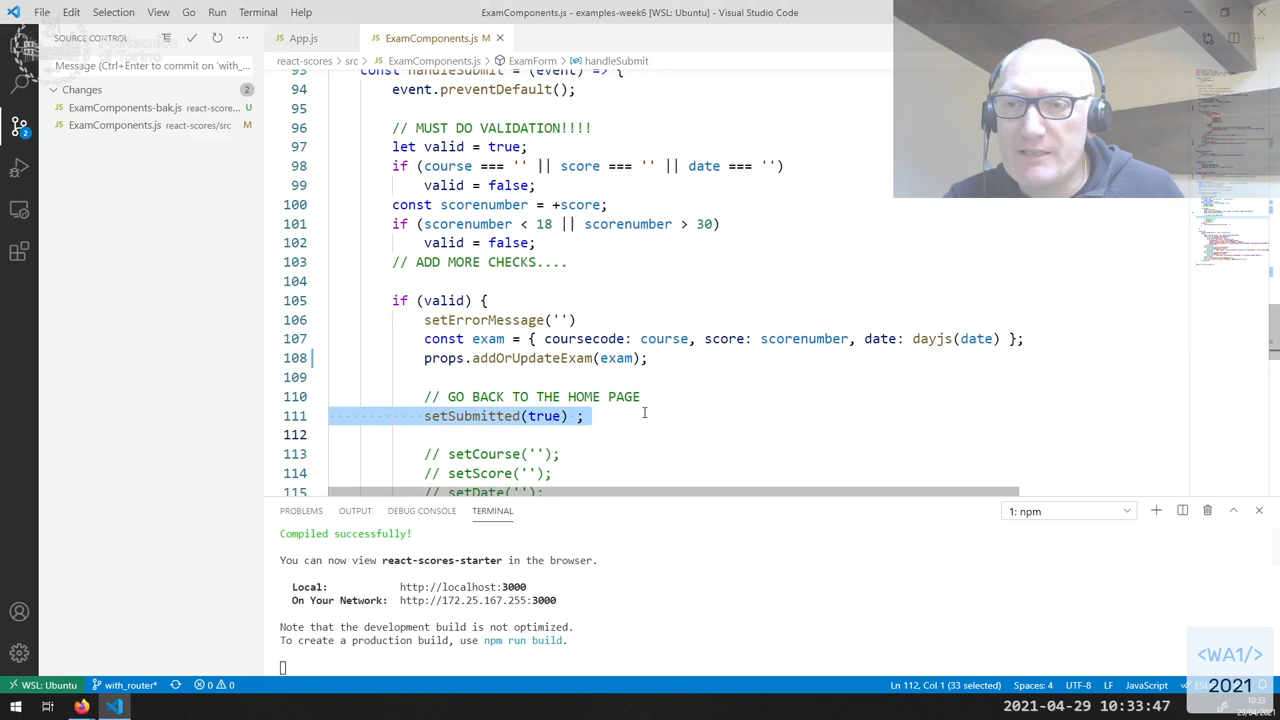 File Edit Selection View Go Run Terminal Help
ExamComponents.js - examples-week6 [WSL: Ubuntu] - Visual Studio Code
SOURCE CONTROL
App.js
ExamComponents.js M
Message (Ctrl+Enter to commit on 'with_...
react-scores > src > ExamComponents.js > ExamForm > handleSubmit
Changes 2
ExamComponents-bak.js react-score... U
ExamComponents.js react-scores/src M
93 const handleSubmit = (event) => {
94 event.preventDefault();
95
96 // MUST DO VALIDATION!!!!
97 let valid = true;
98 if (course === '' || score === '' || date === '')
99 valid = false;
100 const scorenumber = +score;
101 if (scorenumber 18 || scorenumber > 30)
102 valid = false;
103 // ADD MORE CHECKS....
104
105 if (valid) {
106 setErrorMessage('')
107 const exam = { coursecode: course, score: scorenumber, date: dayjs(date) };
108 props.addOrUpdateExam(exam);
109
110 // GO BACK TO THE HOME PAGE
111 ············setSubmitted(true)·;
112
113 // setCourse('');
114 // setScore('');
115 // setDate('');
PROBLEMS OUTPUT DEBUG CONSOLE TERMINAL
1: npm
Compiled successfully!
You can now view react-scores-starter in the browser.
Local: http://localhost:3000
On Your Network: http://172.25.167.255:3000
Note that the development build is not optimized.
To create a production build, use npm run build.
<WA1/>
2021
WSL: Ubuntu with_router* 0 0
Ln 112, Col 1 (33 selected) Spaces: 4 UTF-8 LF JavaScript
2021-04-29 10:33:47
10:33
29/04/2021